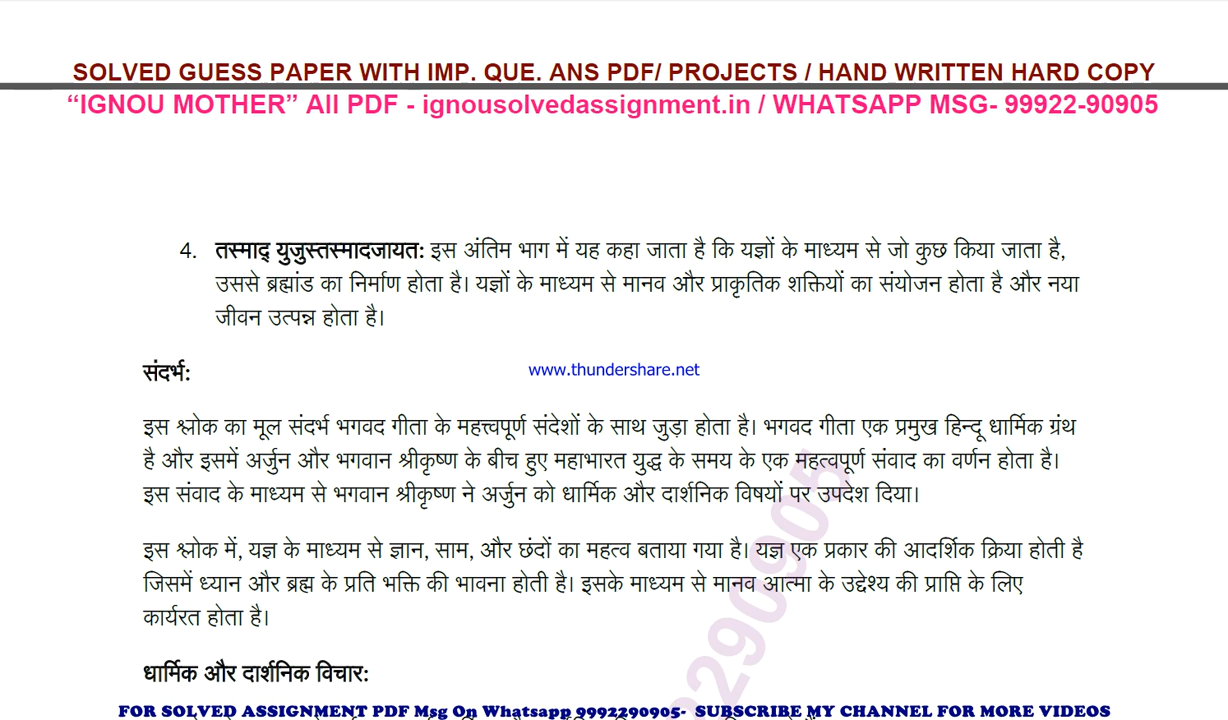 SOLVED GUESS PAPER WITH IMP. QUE. ANS PDF/ PROJECTS / HAND WRITTEN HARD COPY
“IGNOU MOTHER” All PDF - ignousolvedassignment.in / WHATSAPP MSG- 99922-90905
4. तस्माद् युजुस्तस्मादजायत: इस अंतिम भाग में यह कहा जाता है कि यज्ञों के माध्यम से जो कुछ किया जाता है,
उससे ब्रह्मांड का निर्माण होता है। यज्ञों के माध्यम से मानव और प्राकृतिक शक्तियों का संयोजन होता है और नया
जीवन उत्पन्न होता है।
संदर्भ:
www.thundershare.net
इस श्लोक का मूल संदर्भ भगवद गीता के महत्त्वपूर्ण संदेशों के साथ जुड़ा होता है। भगवद गीता एक प्रमुख हिन्दू धार्मिक ग्रंथ
है और इसमें अर्जुन और भगवान श्रीकृष्ण के बीच हुए महाभारत युद्ध के समय के एक महत्वपूर्ण संवाद का वर्णन होता है।
इस संवाद के माध्यम से भगवान श्रीकृष्ण ने अर्जुन को धार्मिक और दार्शनिक विषयों पर उपदेश दिया।
इस श्लोक में, यज्ञ के माध्यम से ज्ञान, साम, और छंदों का महत्व बताया गया है। यज्ञ एक प्रकार की आदर्शिक क्रिया होती है
जिसमें ध्यान और ब्रह्म के प्रति भक्ति की भावना होती है। इसके माध्यम से मानव आत्मा के उद्देश्य की प्राप्ति के लिए
कार्यरत होता है।
धार्मिक और दार्शनिक विचार:
FOR SOLVED ASSIGNMENT PDF Msg On Whatsapp 9992290905- SUBSCRIBE MY CHANNEL FOR MORE VIDEOS